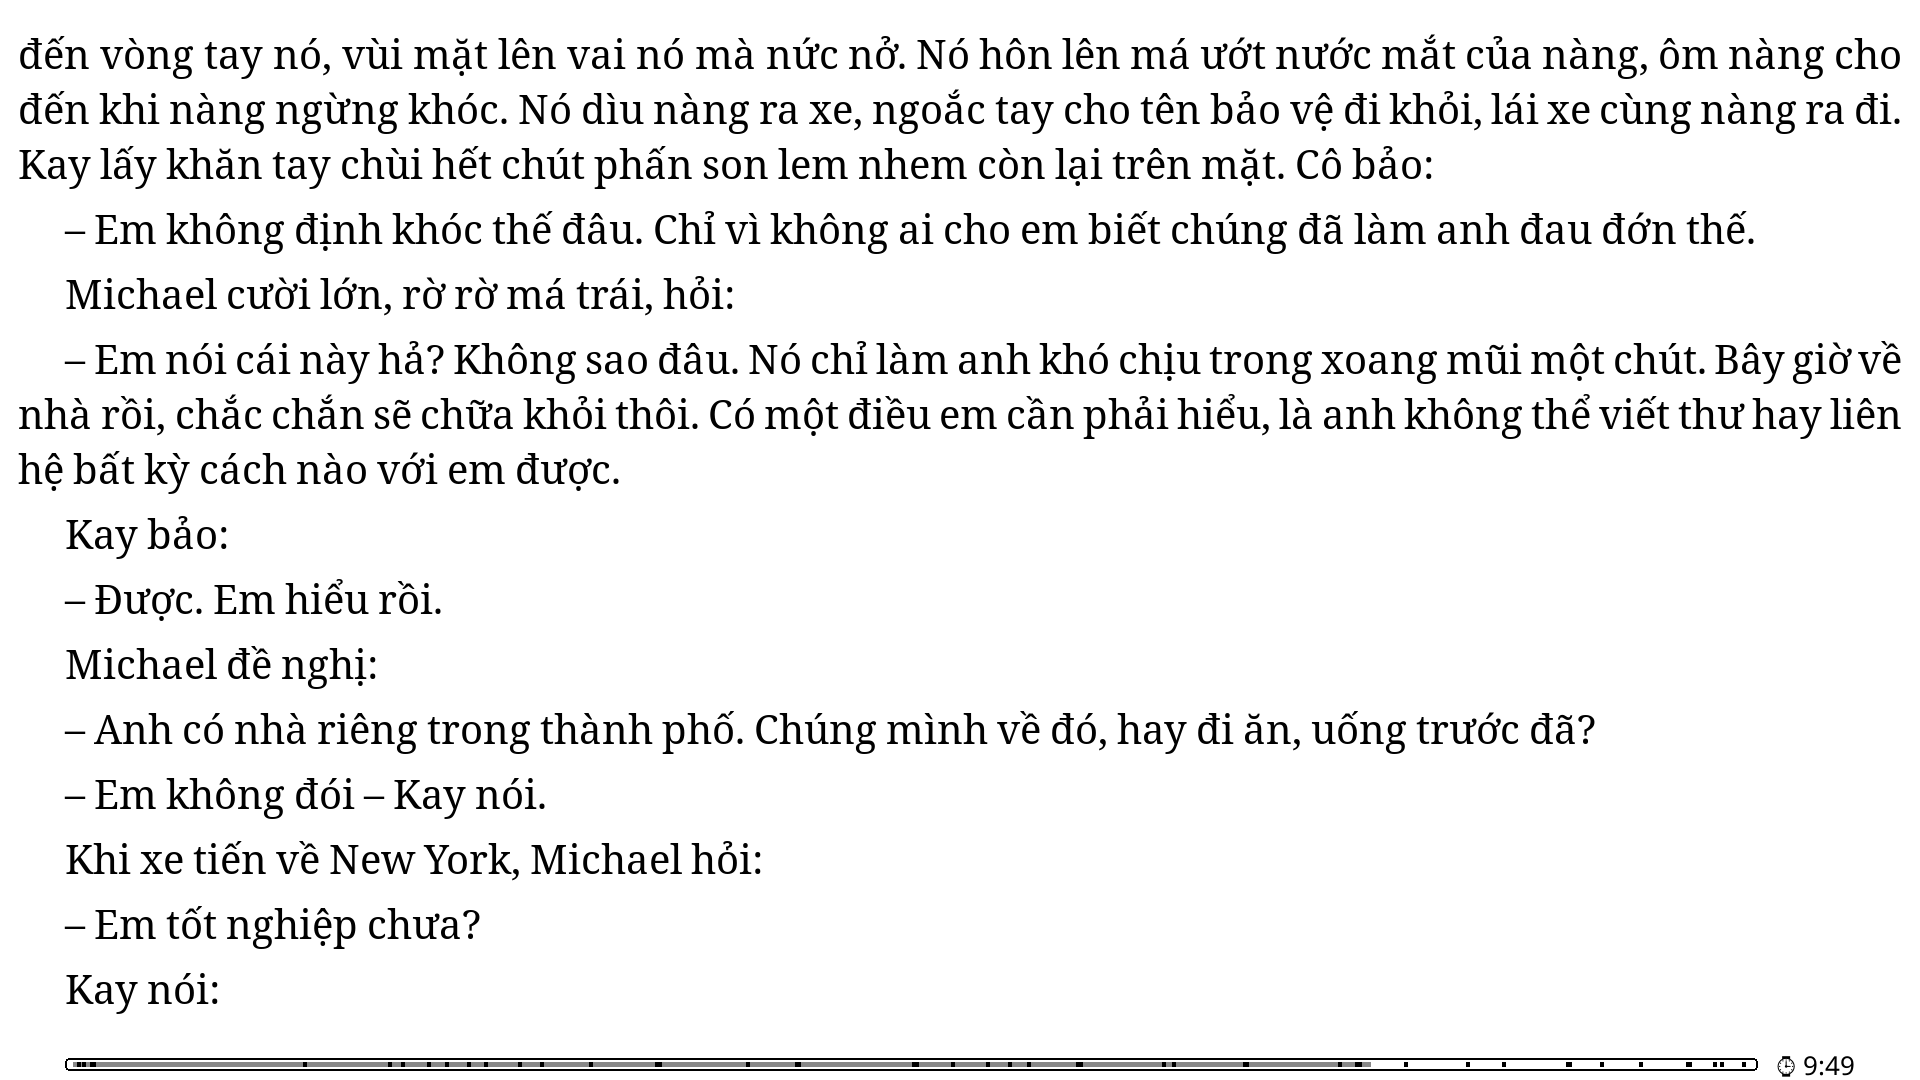 đến vòng tay nó, vùi mặt lên vai nó mà nức nở. Nó hôn lên má ướt nước mắt của nàng, ôm nàng cho
đến khi nàng ngừng khóc. Nó dìu nàng ra xe, ngoắc tay cho tên bảo vệ đi khỏi, lái xe cùng nàng ra đi.
Kay lấy khăn tay chùi hết chút phấn son lem nhem còn lại trên mặt. Cô bảo:
– Em không định khóc thế đâu. Chỉ vì không ai cho em biết chúng đã làm anh đau đớn thế.
Michael cười lớn, rờ rờ má trái, hỏi:
– Em nói cái này hả? Không sao đâu. Nó chỉ làm anh khó chịu trong xoang mũi một chút. Bây giờ về
nhà rồi, chắc chắn sẽ chữa khỏi thôi. Có một điều em cần phải hiểu, là anh không thể viết thư hay liên
hệ bất kỳ cách nào với em được.
Kay bảo:
– Được. Em hiểu rồi.
Michael đề nghị:
– Anh có nhà riêng trong thành phố. Chúng mình về đó, hay đi ăn, uống trước đã?
– Em không đói – Kay nói.
Khi xe tiến về New York, Michael hỏi:
– Em tốt nghiệp chưa?
Kay nói:
9:49